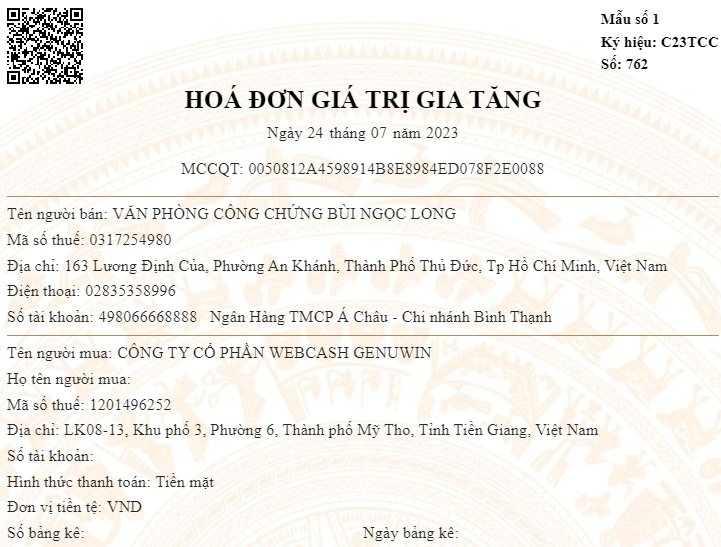 Mẫu số 1
Ký hiệu: C23TCC
Số: 762
HOÁ ĐƠN GIÁ TRỊ GIA TĂNG
Ngày 24 tháng 07 năm 2023
MCCQT: 0050812A4598914B8E8984ED078F2E0088
Tên người bán: VĂN PHÒNG CÔNG CHỨNG BÙI NGỌC LONG
Mã số thuế: 0317254980
Địa chỉ: 163 Lương Định Của, Phường An Khánh, Thành Phố Thủ Đức, Tp Hồ Chí Minh, Việt Nam
Điện thoại: 02835358996
Số tài khoản: 498066668888 Ngân Hàng TMCP Á Châu - Chi nhánh Bình Thạnh
Tên người mua: CÔNG TY CỔ PHẦN WEBCASH GENUWIN
Họ tên người mua:
Mã số thuế: 1201496252
Địa chỉ: LK08-13, Khu phố 3, Phường 6, Thành phố Mỹ Tho, Tỉnh Tiền Giang, Việt Nam
Số tài khoản:
Hình thức thanh toán: Tiền mặt
Đơn vị tiền tệ: VND
Số bảng kê: Ngày bảng kê: